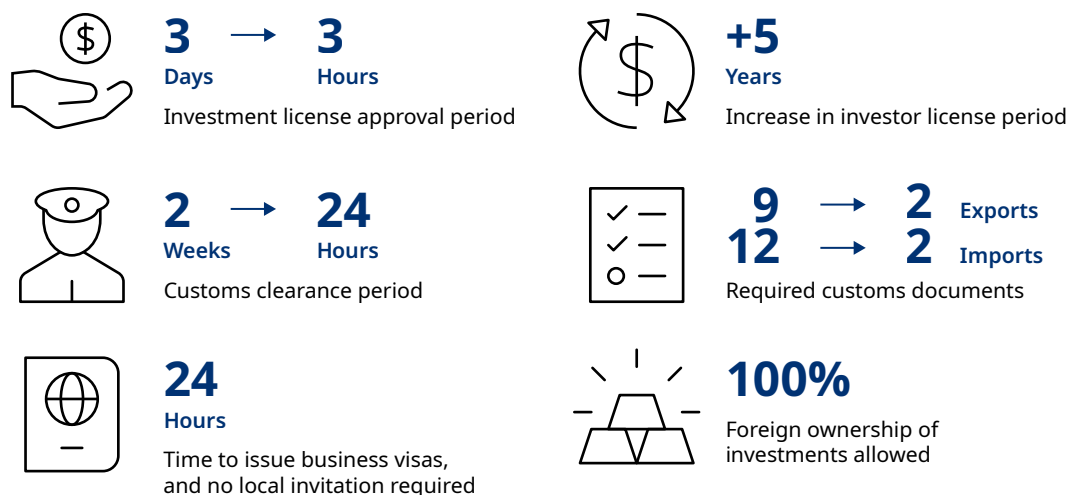 3 → 3
Days Hours
Investment license approval period
+5
Years
Increase in investor license period
2 → 24
Weeks Hours
Customs clearance period
9 → 2 Exports
12 → 2 Imports
Required customs documents
24
Hours
Time to issue business visas,
and no local invitation required
100%
Foreign ownership of
investments allowed